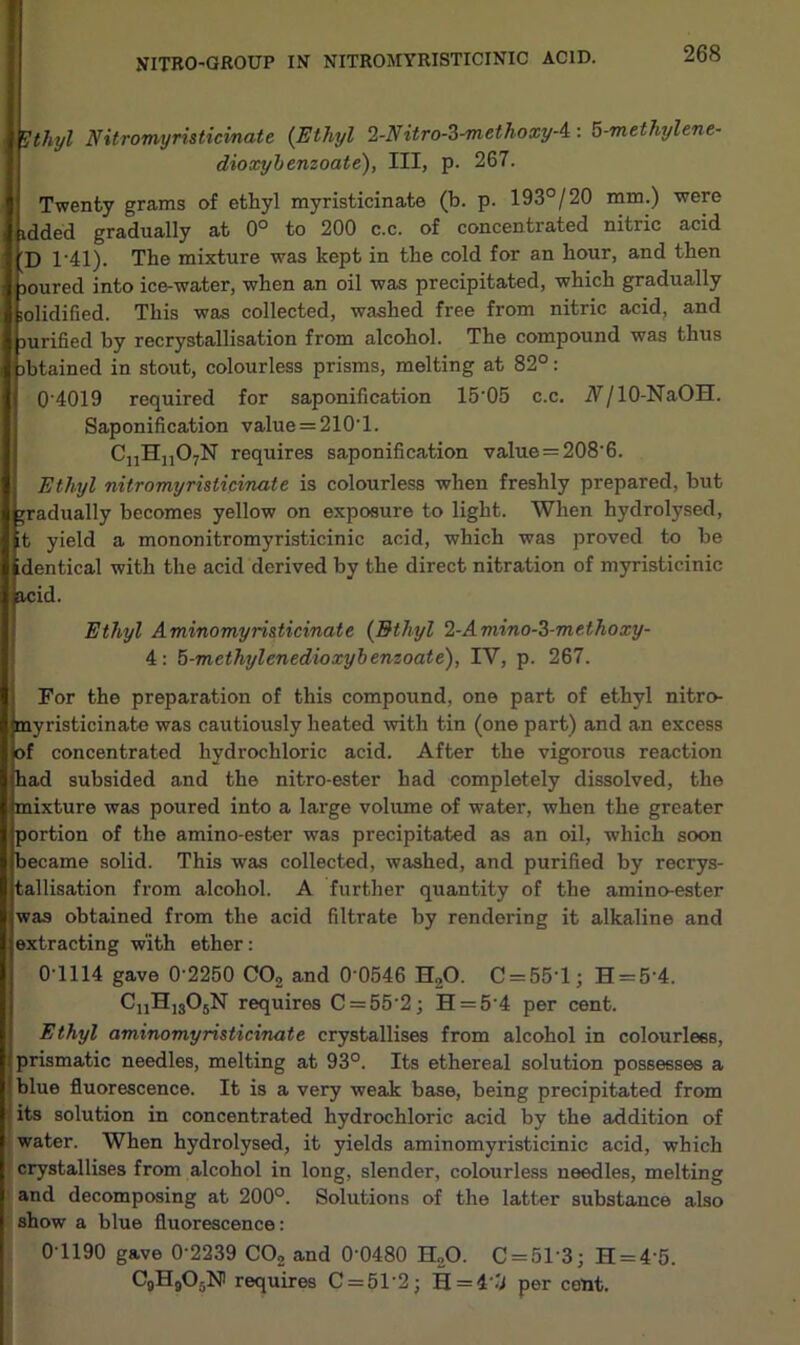 NITRO-GROUP IN NITROMYRISTICINIC ACID. 268
Ethyl Nitromyristicinate (Ethyl 2-Nitro-3-methoxy-4 : 5-methylene-
dioxybenzoate), III, p. 267.
Twenty grams of ethyl myristicinate (b. p. 193°/20 mm.) were
added gradually at 0° to 200 c.c. of concentrated nitric acid
(D 1·41). The mixture was kept in the cold for an hour, and then
poured into ice-water, when an oil was precipitated, which gradually
solidified. This was collected, washed free from nitric acid, and
purified by recrystallisation from alcohol. The compound was thus
obtained in stout, colourless prisms, melting at 82°:
0·4019 required for saponification 15·05 c.c. N/10-NaOH.
Saponification value = 210·1.
C₁₁H₁₁O₇N requires saponification value = 208·6.
Ethyl nitromyristicinate is colourless when freshly prepared, but
gradually becomes yellow on exposure to light. When hydrolysed,
it yield a mononitromyristicinic acid, which was proved to be
identical with the acid derived by the direct nitration of myristicinic
acid.
Ethyl Aminomyristicinate (Ethyl 2-Amino-3-methoxy-
4 : 5-methylenedioxybenzoate), IV, p. 267.
For the preparation of this compound, one part of ethyl nitro-
myristicinate was cautiously heated with tin (one part) and an excess
of concentrated hydrochloric acid. After the vigorous reaction
had subsided and the nitro-ester had completely dissolved, the
mixture was poured into a large volume of water, when the greater
portion of the amino-ester was precipitated as an oil, which soon
became solid. This was collected, washed, and purified by recrys-
tallisation from alcohol. A further quantity of the amino-ester
was obtained from the acid filtrate by rendering it alkaline and
extracting with ether:
0·1114 gave 0·2250 CO₂ and 0·0546 H₂O. C = 55·1; H = 5·4.
C₁₁H₁₃O₅N requires C = 55·2; H = 5·4 per cent.
Ethyl aminomyristicinate crystallises from alcohol in colourless,
prismatic needles, melting at 93°. Its ethereal solution possesses a
blue fluorescence. It is a very weak base, being precipitated from
its solution in concentrated hydrochloric acid by the addition of
water. When hydrolysed, it yields aminomyristicinic acid, which
crystallises from alcohol in long, slender, colourless needles, melting
and decomposing at 200°. Solutions of the latter substance also
show a blue fluorescence:
0·1190 gave 0·2239 CO₂ and 0·0480 H₂O. C = 51·3; H = 4·5.
C₉H₉O₅N requires C = 51·2; H = 4· per cent.